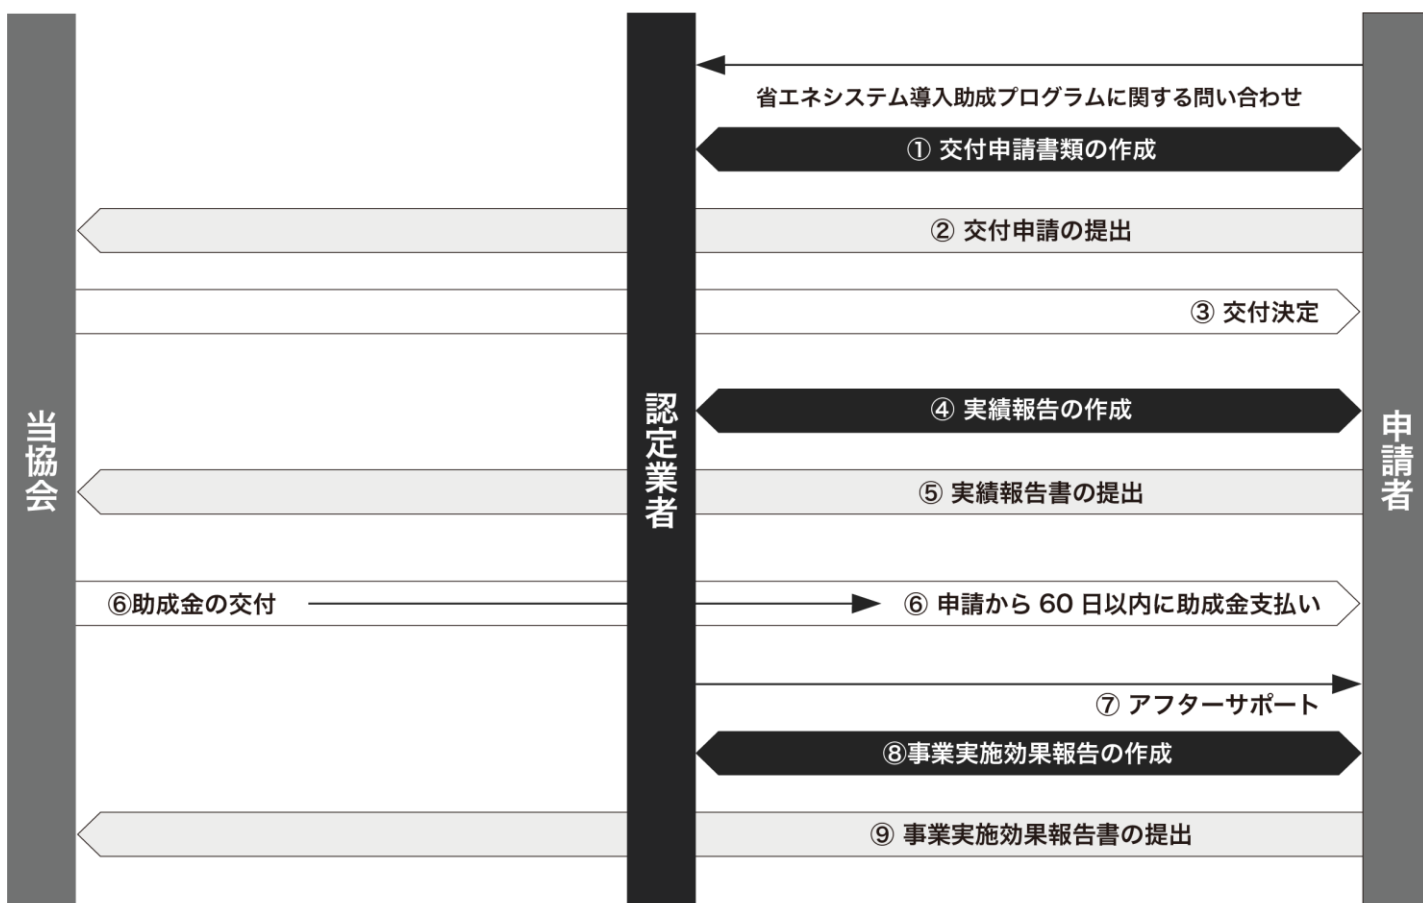 省エネシステム導入助成プログラムに関する問い合わせ
① 交付申請書類の作成
② 交付申請の提出
③ 交付決定
④ 実績報告の作成
⑤ 実績報告書の提出
⑥助成金の交付
⑥ 申請から 60 日以内に助成金支払い
⑦ アフターサポート
⑧事業実施効果報告の作成
⑨ 事業実施効果報告書の提出
当協会
認定業者
申請者